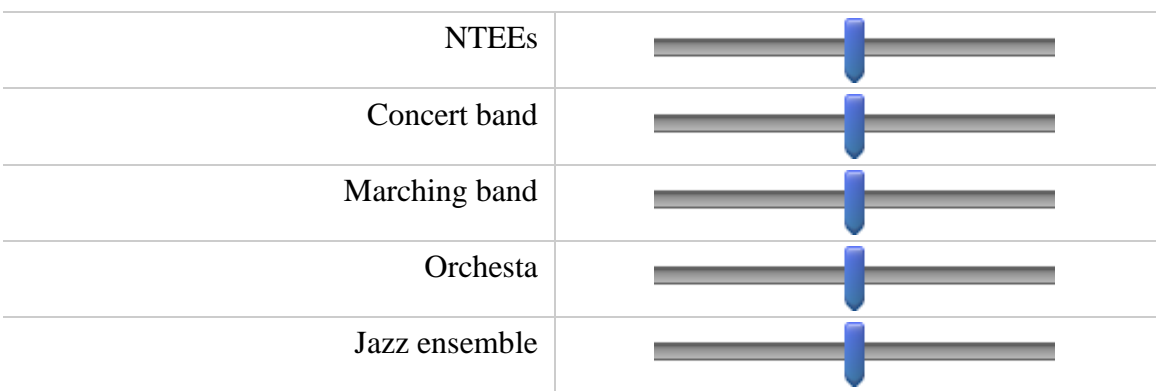 NTEEs
Concert band
Marching band
Orchesta
Jazz ensemble